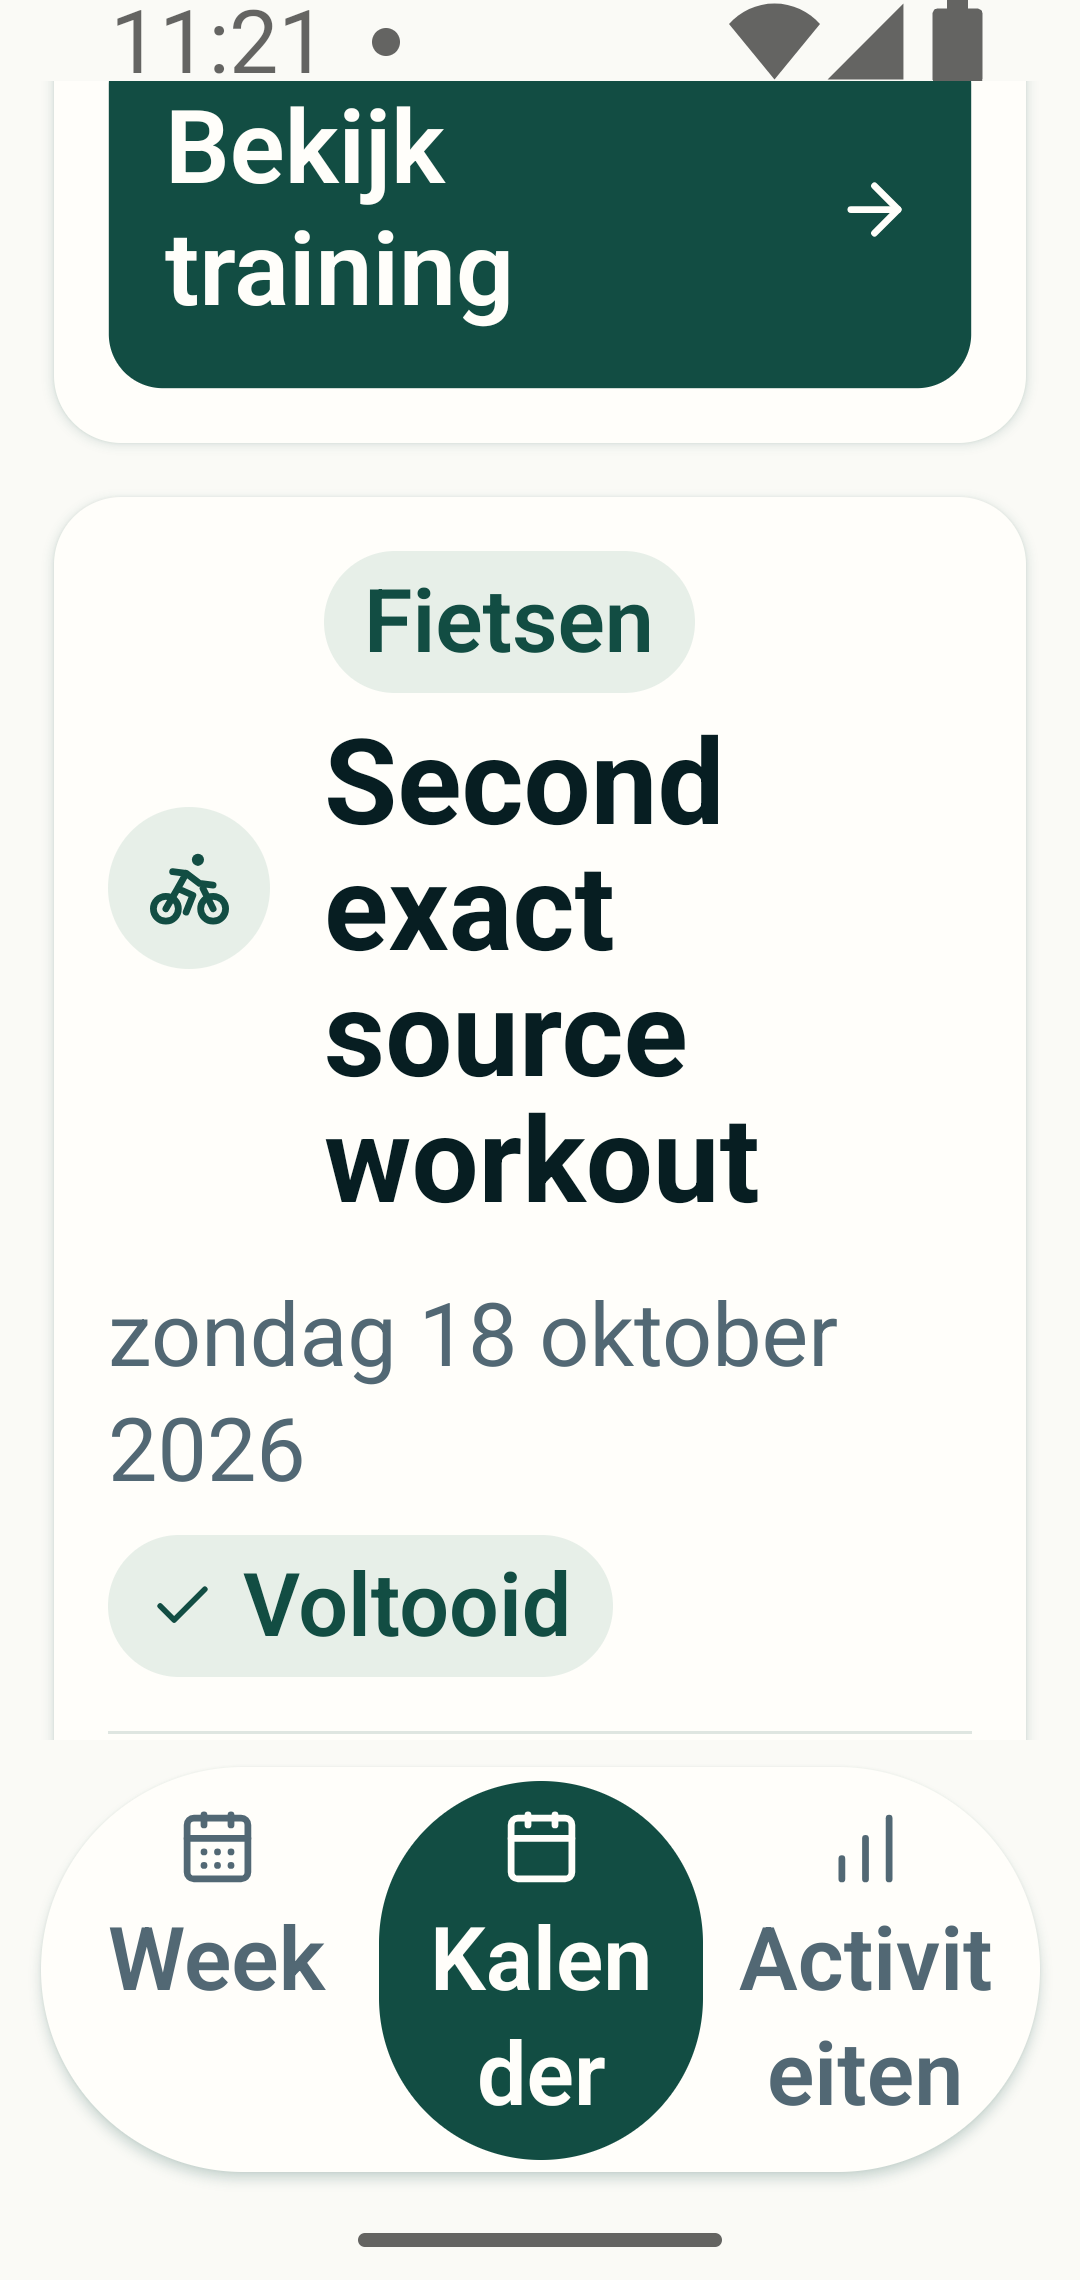 11:21
Bekijk
training
Fietsen
Second
exact
source
workout
zondag 18 oktober
2026
Voltooid
Week
Kalen
der
Activit
eiten